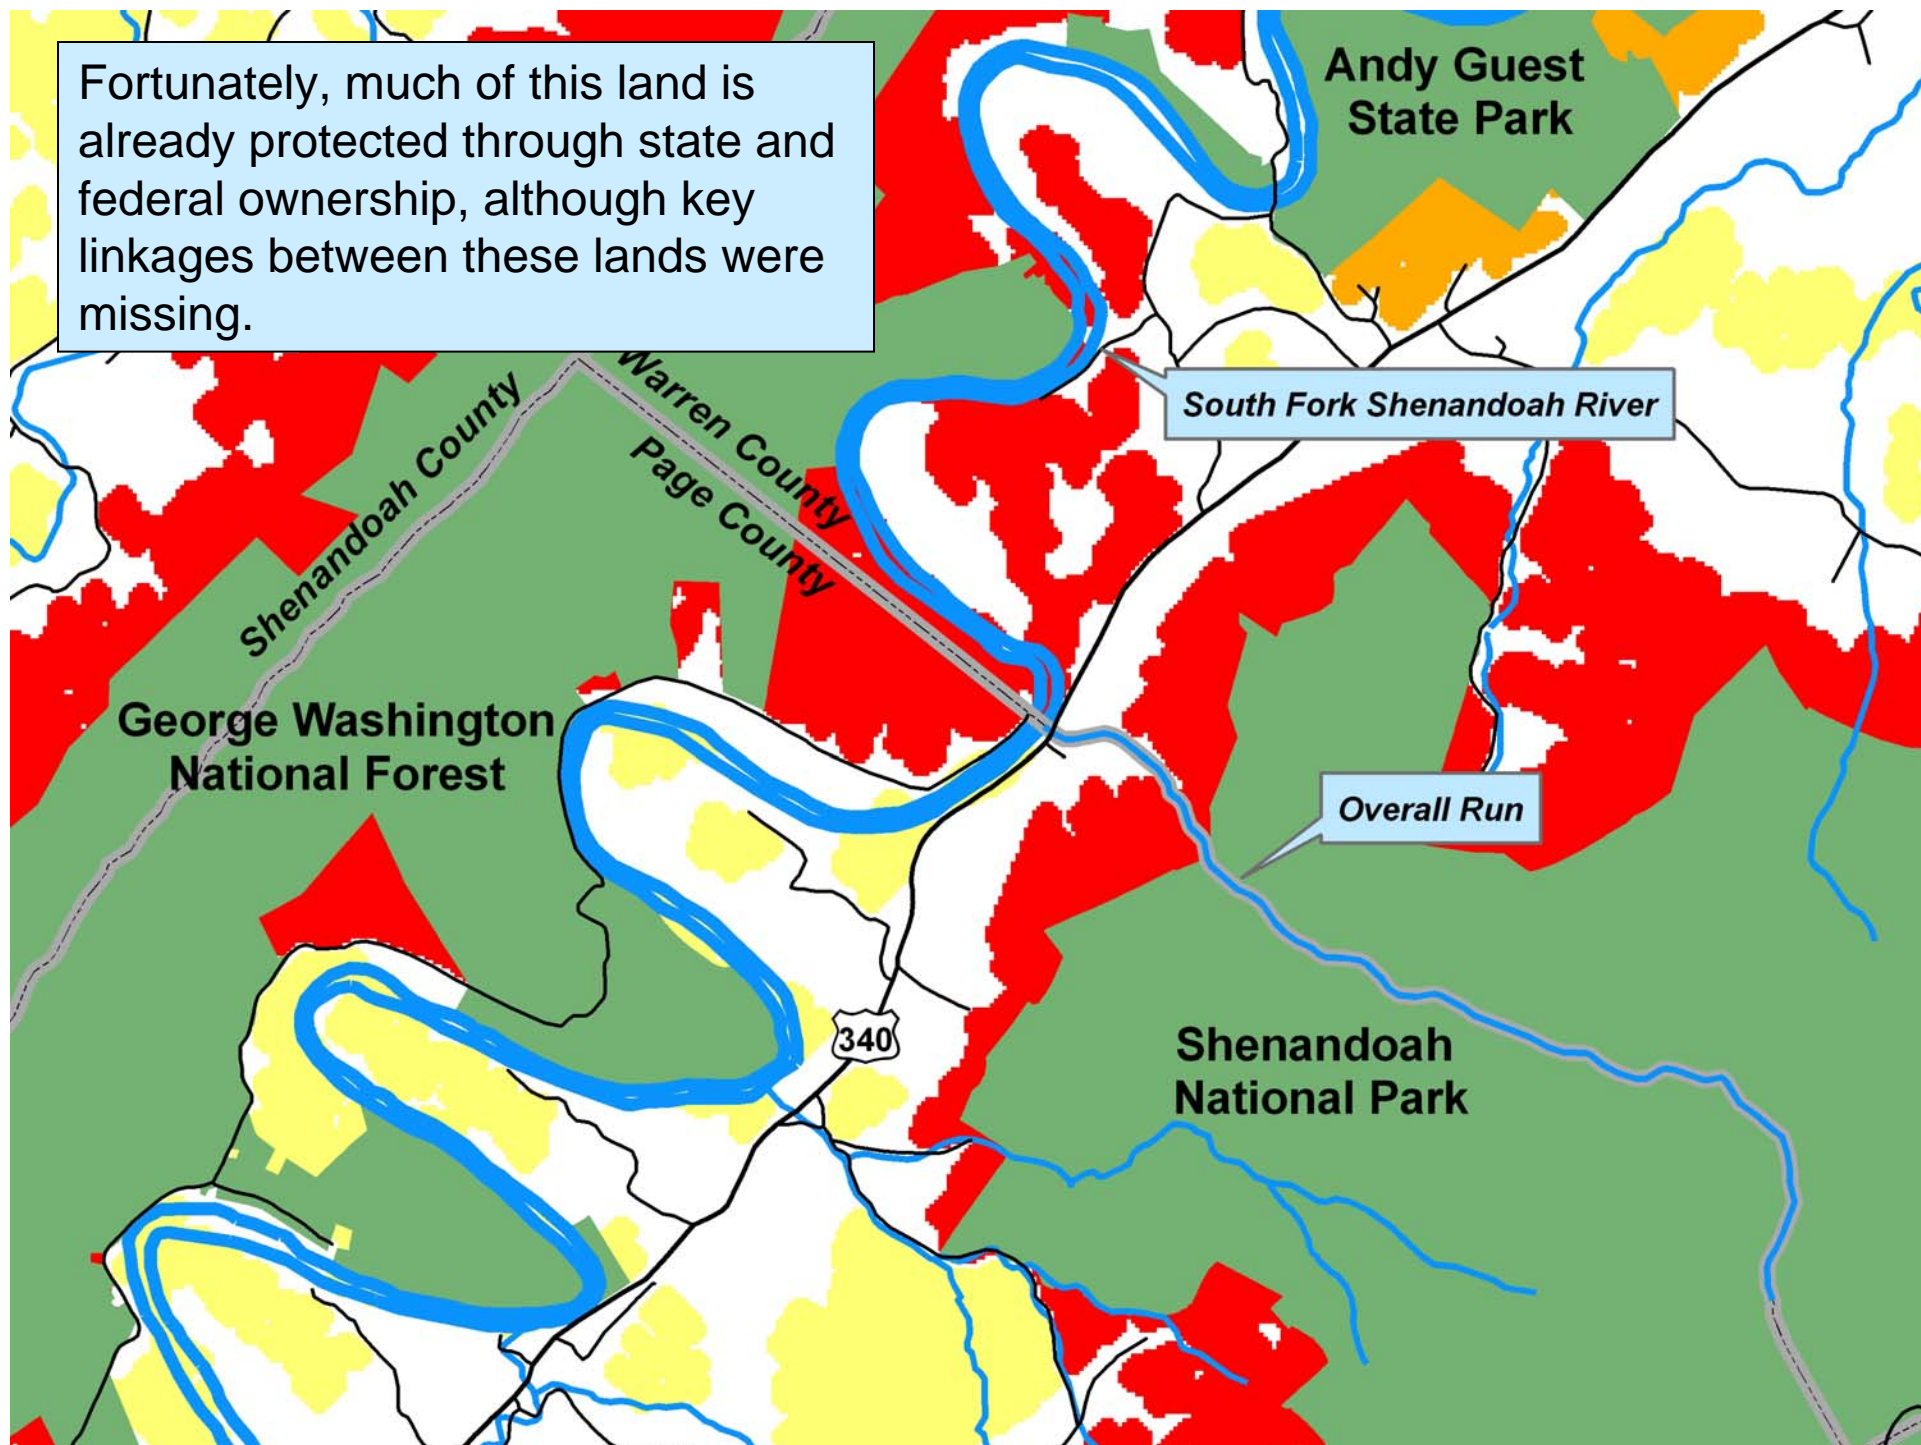 Fortunately, much of this land is
already protected through state and
federal ownership, although key
linkages between these lands were
missing.
Andy Guest
State Park
South Fork Shenandoah River
Warren County
Page County
Shenandoah County
George Washington
National Forest
Overall Run
340
Shenandoah
National Park